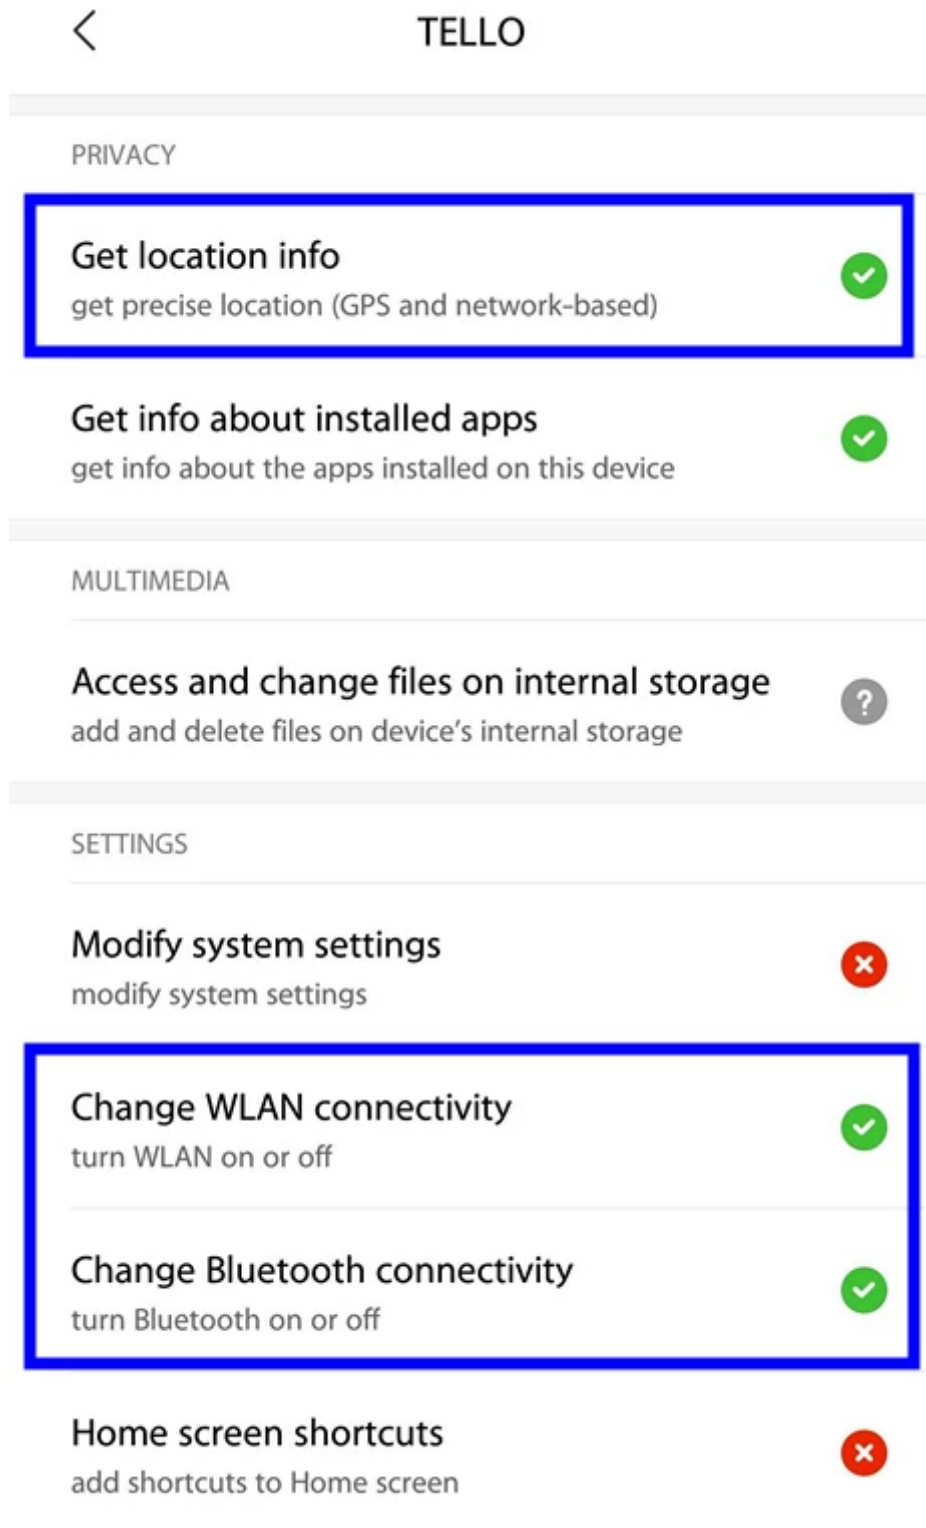 TELLO
PRIVACY
Get location info
get precise location (GPS and network-based)
Get info about installed apps
get info about the apps installed on this device
MULTIMEDIA
Access and change files on internal storage
add and delete files on device's internal storage
SETTINGS
Modify system settings
modify system settings
Change WLAN connectivity
turn WLAN on or off
Change Bluetooth connectivity
turn Bluetooth on or off
Home screen shortcuts
add shortcuts to Home screen